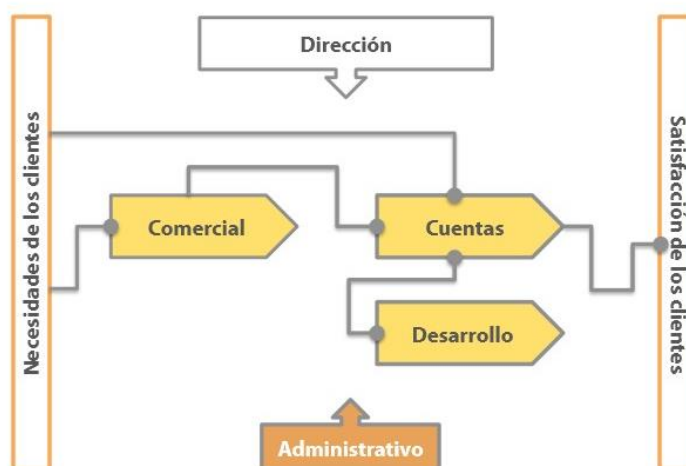 Dirección
Necesidades de los clientes
Comercial
Cuentas
Desarrollo
Administrativo
Satisfacción de los clientes